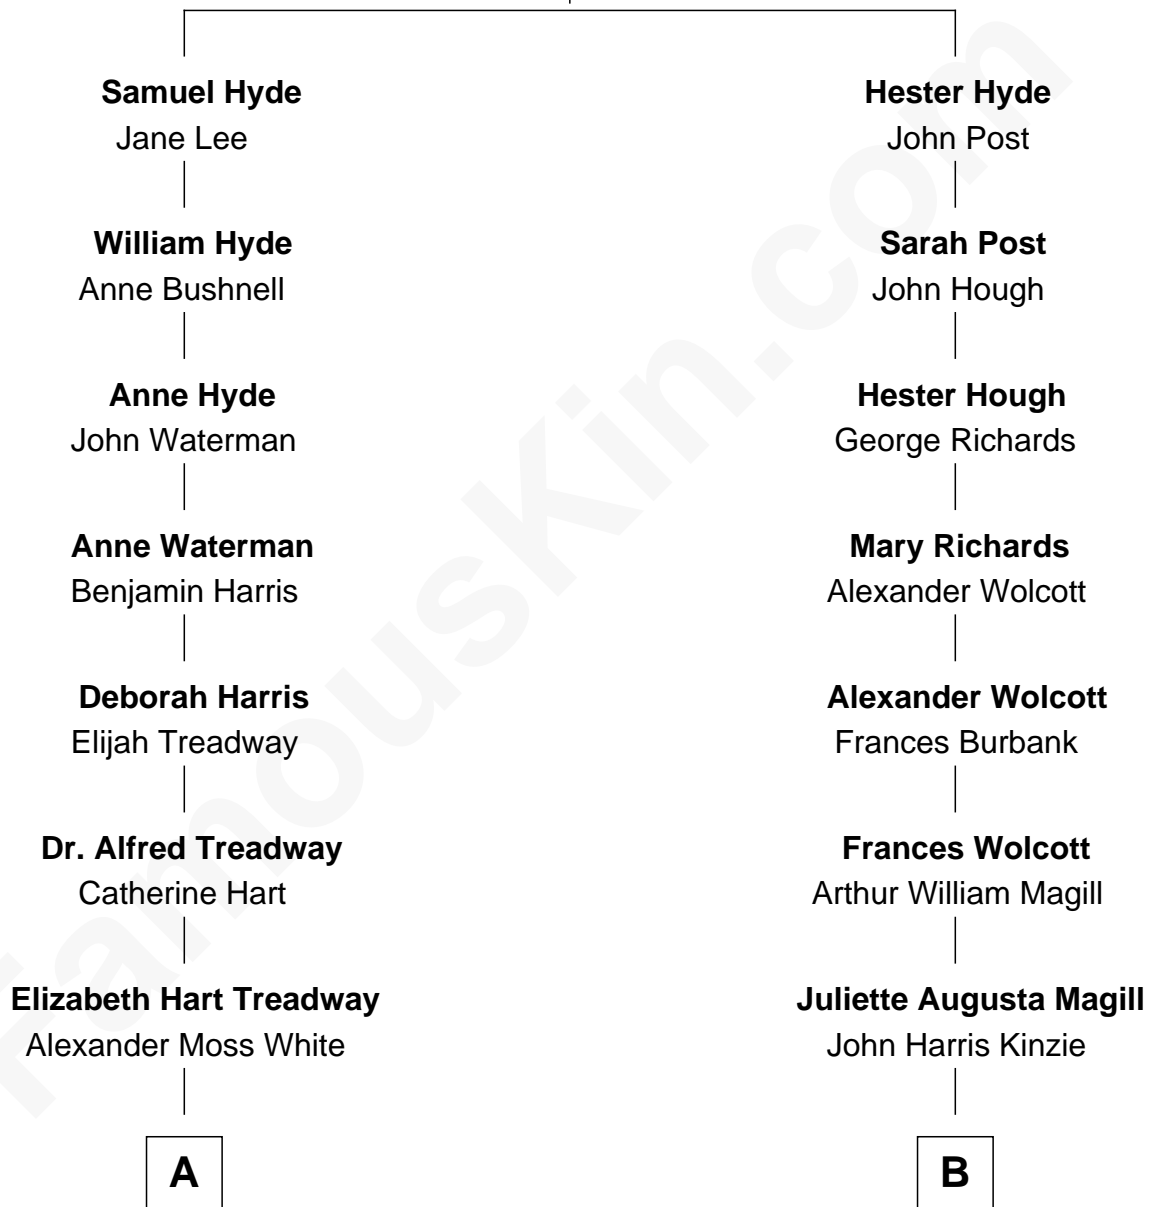 Samuel Hyde
Jane Lee
Hester Hyde
John Post
William Hyde
Anne Bushnell
Sarah Post
John Hough
Anne Hyde
John Waterman
Hester Hough
George Richards
Anne Waterman
Benjamin Harris
Mary Richards
Alexander Wolcott
Deborah Harris
Elijah Treadway
Alexander Wolcott
Frances Burbank
Dr. Alfred Treadway
Catherine Hart
Frances Wolcott
Arthur William Magill
Elizabeth Hart Treadway
Alexander Moss White
Juliette Augusta Magill
John Harris Kinzie
A
B
FamousKin.com